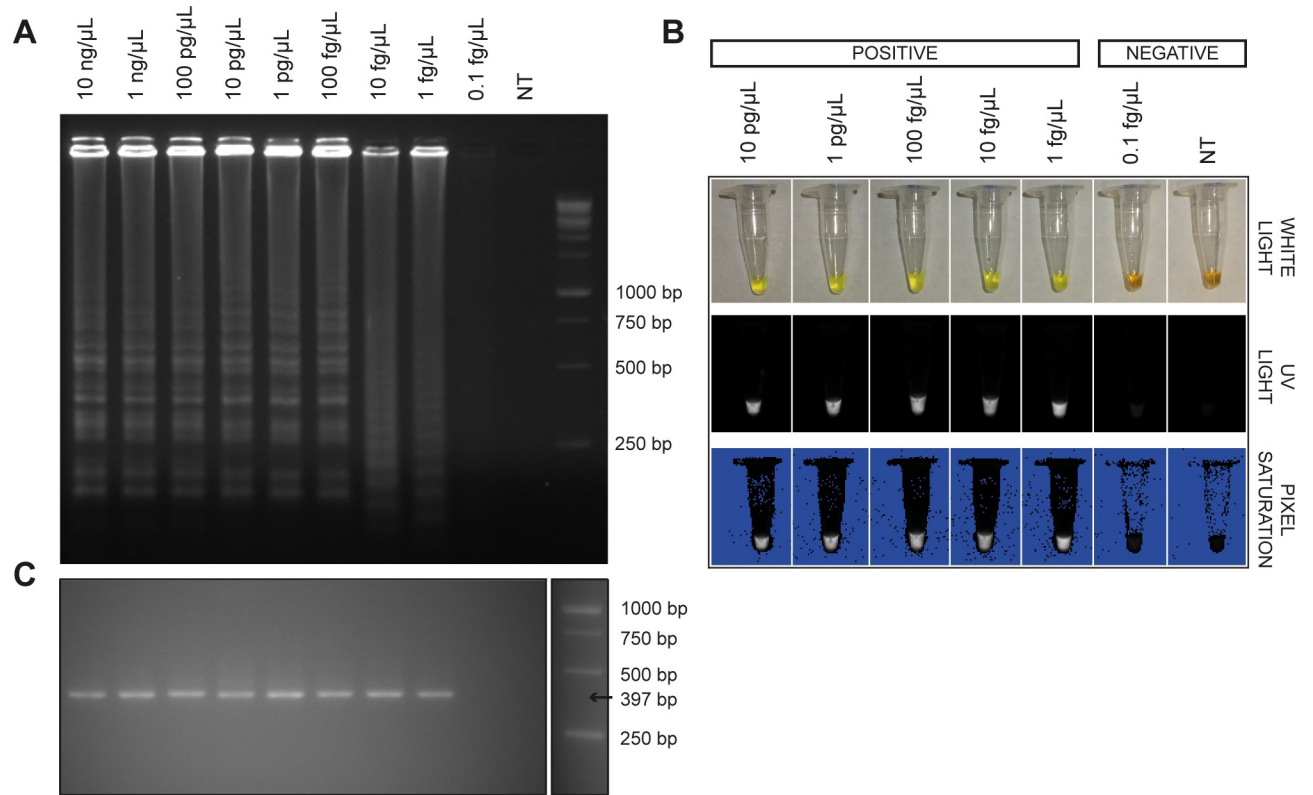 A
10 ng/µL
1 ng/µL
100 pg/µL
10 pg/µL
1 pg/µL
100 fg/µL
10 fg/µL
1 fg/µL
0.1 fg/µL
NT
1000 bp
750 bp
500 bp
250 bp
B
POSITIVE
NEGATIVE
10 pg/µL
1 pg/µL
100 fg/µL
10 fg/µL
1 fg/µL
0.1 fg/µL
NT
WHITE
LIGHT
UV
LIGHT
PIXEL
SATURATION
C
1000 bp
750 bp
500 bp
397 bp
250 bp